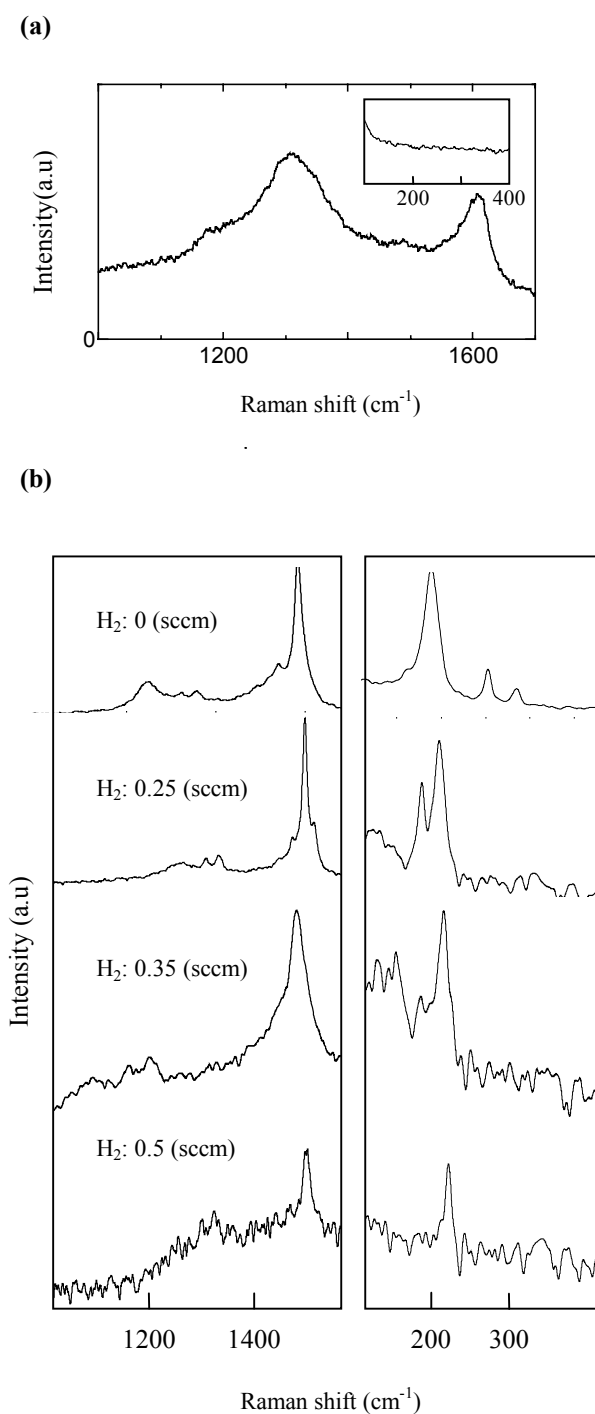 (a)
Intensity(a.u)
200 400
0
1200 1600
Raman shift (cm⁻¹)
(b)
H₂: 0 (sccm)
H₂: 0.25 (sccm)
H₂: 0.35 (sccm)
H₂: 0.5 (sccm)
Intensity (a.u)
1200 1400 200 300
Raman shift (cm⁻¹)